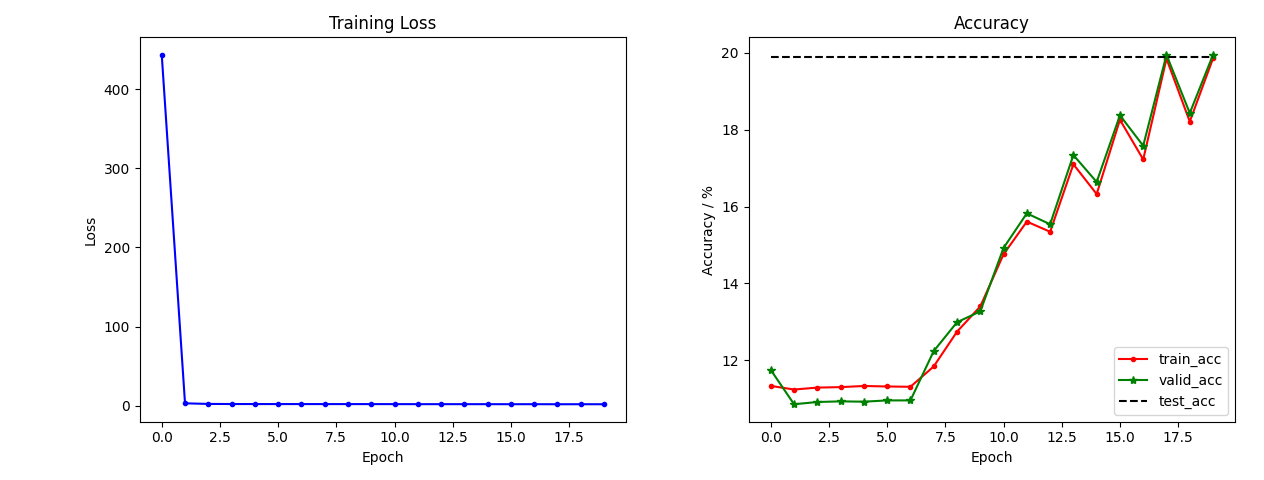 Training Loss
Loss
400
300
200
100
0
0.0 2.5 5.0 7.5 10.0 12.5 15.0 17.5
Epoch
Accuracy
Accuracy / %
20
18
16
14
12
0.0 2.5 5.0 7.5 10.0 12.5 15.0 17.5
Epoch
train_acc
valid_acc
test_acc